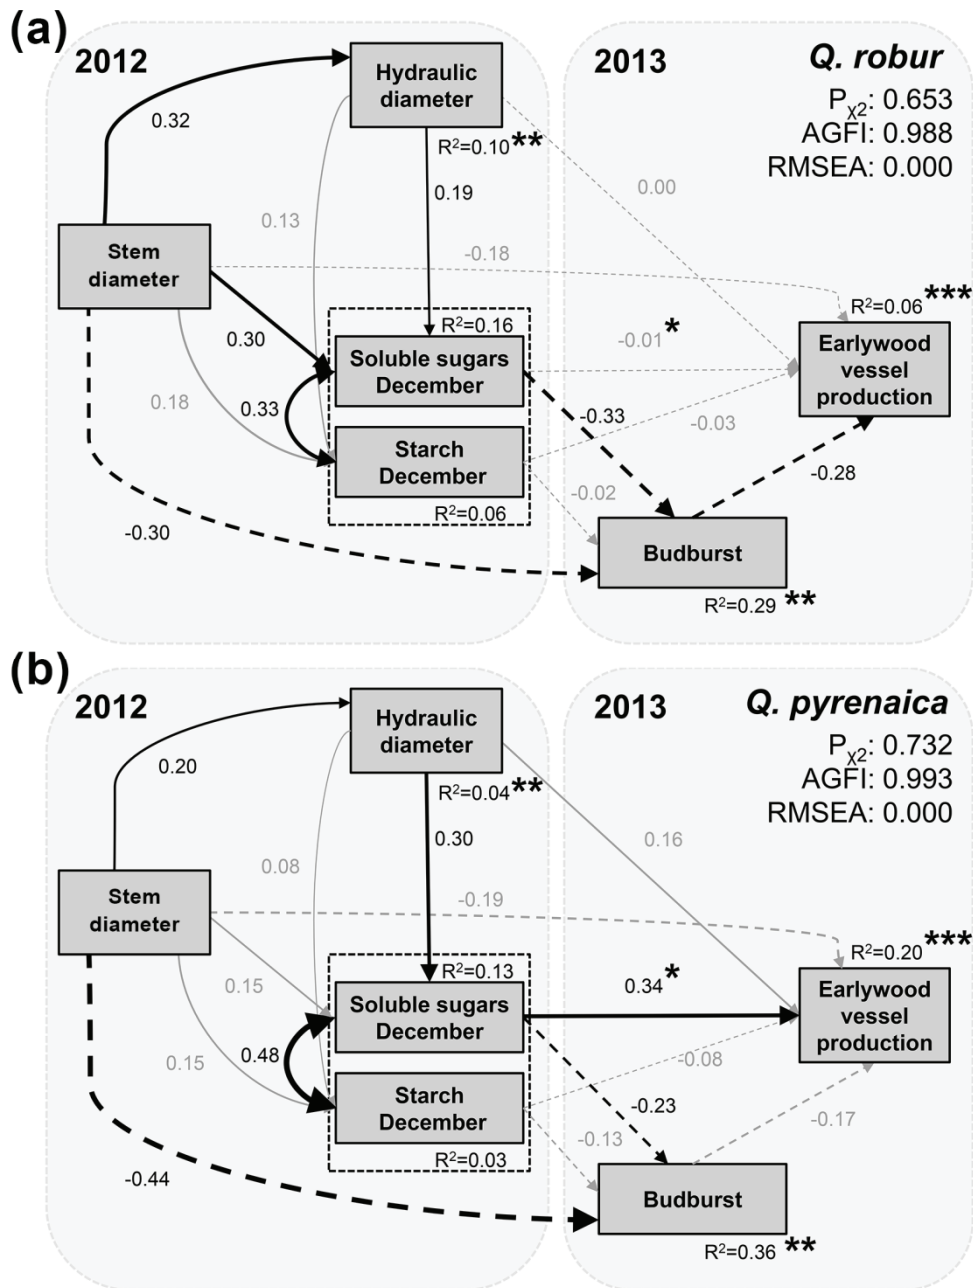 (a)
2012
2013
Q. robur
Pχ2: 0.653
AGFI: 0.988
RMSEA: 0.000
Hydraulic
diameter
R2=0.10**
0.32
0.19
0.00
0.13
Stem
diameter
-0.18
R2=0.06***
Earlywood
vessel
production
R2=0.16
-0.01*
0.30
Soluble sugars
December
0.18
0.33
-0.33
-0.03
Starch
December
-0.28
-0.02
R2=0.06
-0.30
Budburst
R2=0.29**
(b)
2012
2013
Q. pyrenaica
Pχ2: 0.732
AGFI: 0.993
RMSEA: 0.000
Hydraulic
diameter
R2=0.04**
0.20
0.30
0.16
0.08
Stem
diameter
-0.19
R2=0.20***
Earlywood
vessel
production
R2=0.13
0.34*
0.15
Soluble sugars
December
0.48
0.15
-0.08
Starch
December
-0.23
-0.17
-0.13
R2=0.03
-0.44
Budburst
R2=0.36**